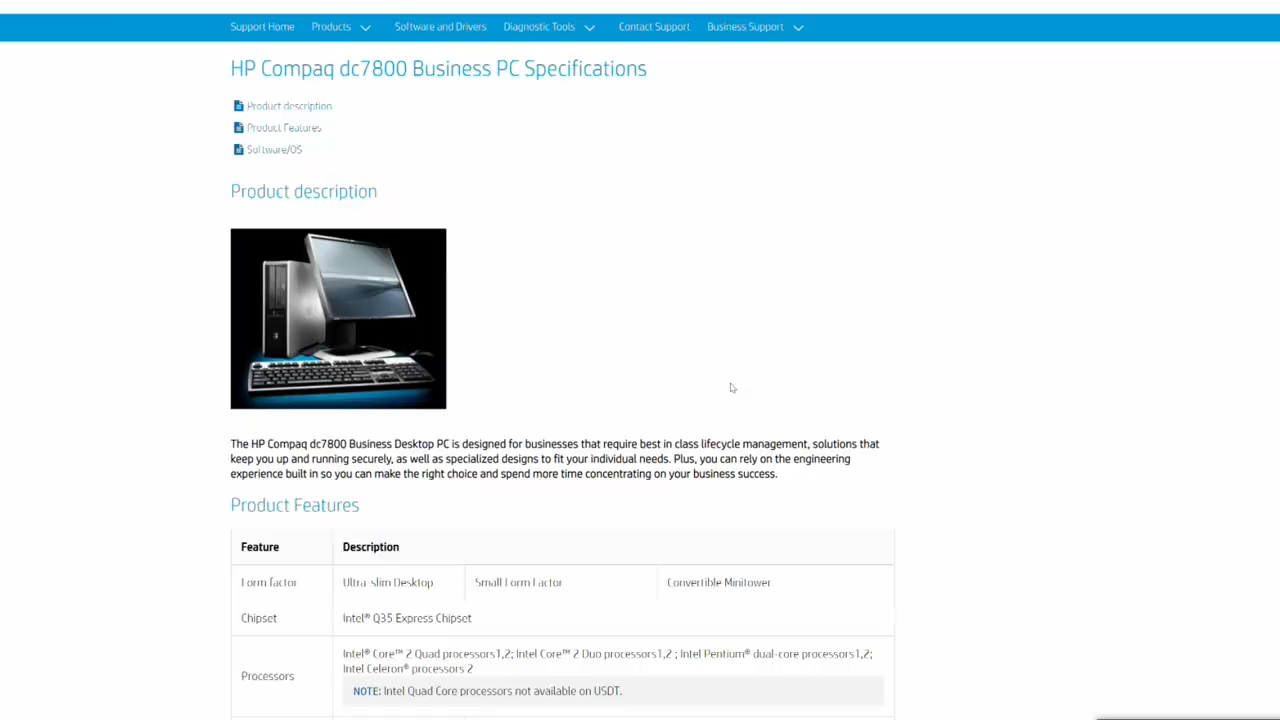 Support Home Products Software and Drivers Diagnostic Tools Contact Support Business Support
HP Compaq dc7800 Business PC Specifications
Product description
Product Features
Software/OS
Product description
The HP Compaq dc7800 Business Desktop PC is designed for businesses that require best in class lifecycle management, solutions that
keep you up and running securely, as well as specialized designs to fit your individual needs. Plus, you can rely on the engineering
experience built in so you can make the right choice and spend more time concentrating on your business success.
Product Features
Feature Description
Form factor Ultra-slim Desktop Small Form Factor Convertible Minitower
Chipset Intel® Q35 Express Chipset
Intel® Core™ 2 Quad processors1,2; Intel Core™ 2 Duo processors1,2 ; Intel Pentium® dual-core processors1,2;
Intel Celeron® processors 2
Processors
NOTE: Intel Quad Core processors not available on USDT.